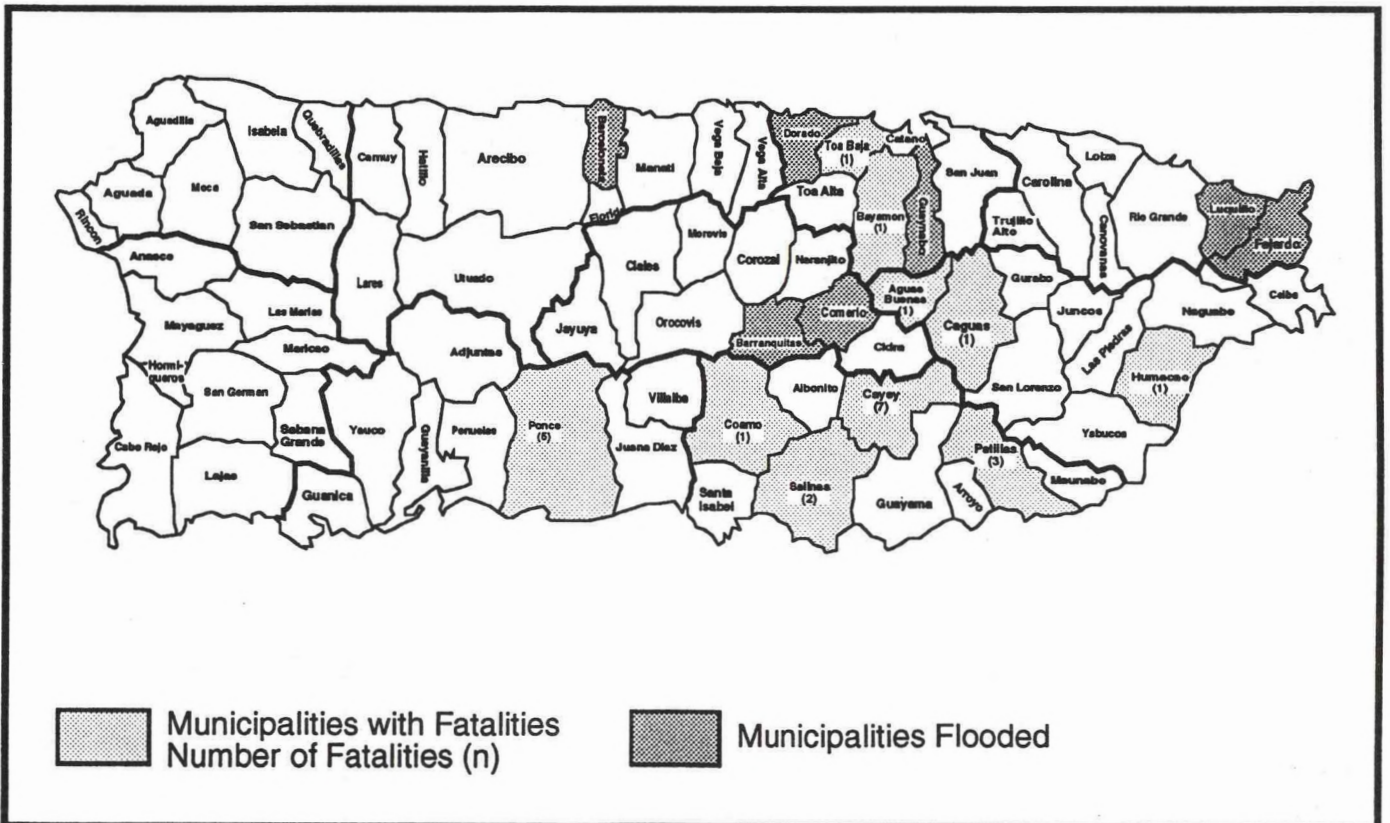 Aguadilla
Isabela
Quebradillas
Camuy
Hatillo
Arecibo
Barceloneta
Manati
Vega Baja
Vega Alta
Dorado
Toa Baja
(1)
Catano
San Juan
Carolina
Loiza
Canovanas
Rio Grande
Luquillo
Fajardo
Rincon
Aguada
Moca
San Sebastian
Florida
Toa Alta
Bayamon
(1)
Guaynabo
Trujillo
Alto
Anasco
Lares
Utuado
Ciales
Morovis
Corozal
Naranjito
Aguas
Buenas
(1)
Gurabo
Ceiba
Mayaguez
Las Marias
Maricao
Adjuntas
Jayuya
Orocovis
Barranquitas
Comerio
Cidra
Caguas
(1)
Juncos
Las Piedras
Naguabo
Hormi-
gueros
San German
Sabana
Grande
Yauco
Guayanilla
Penuelas
Ponce
(5)
Villalba
Juana Diaz
Coamo
(1)
Aibonito
Cayey
(7)
San Lorenzo
Humacao
(1)
Yabucoa
Cabo Rojo
Lajas
Guanica
Santa
Isabel
Salinas
(2)
Guayama
Arroyo
Patillas
(3)
Maunabo
Municipalities with Fatalities
Number of Fatalities (n)
Municipalities Flooded